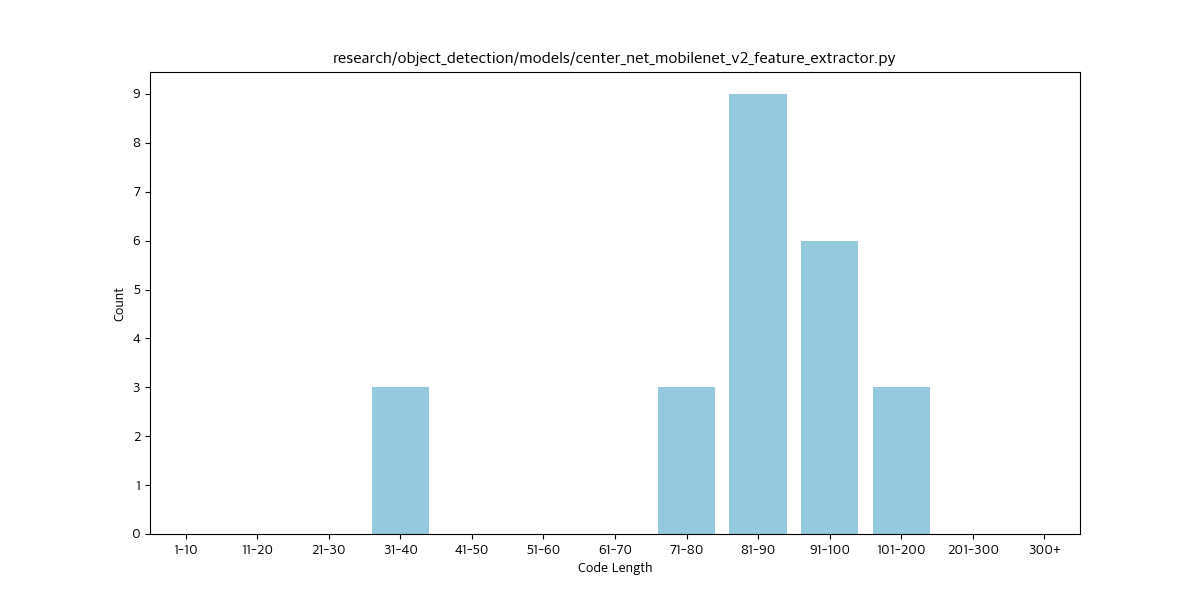 research/object_detection/models/center_net_mobilenet_v2_feature_extractor.py
9
8
7
6
5
4
3
2
1
0
Count
1-10 11-20 21-30 31-40 41-50 51-60 61-70 71-80 81-90 91-100 101-200 201-300 300+
Code Length